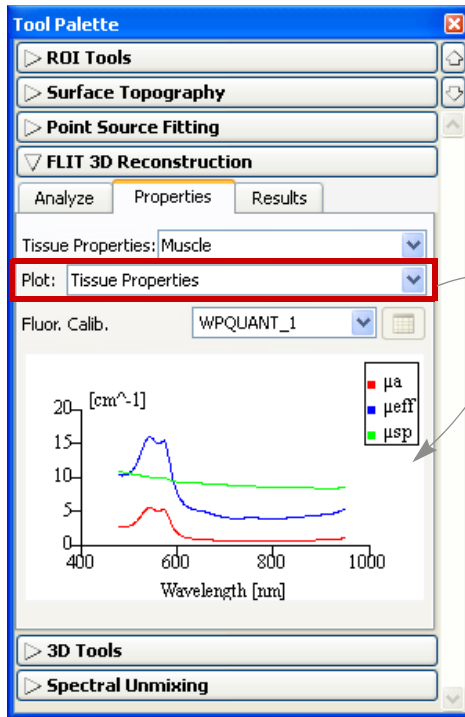 Tool Palette
ROI Tools
Surface Topography
Point Source Fitting
FLIT 3D Reconstruction
Analyze Properties Results
Tissue Properties: Muscle
Plot: Tissue Properties
Fluor. Calib. WPQUANT_1
[cm^-1]
μa
μeff
μsp
20
15
10
5
0
400 600 800 1000
Wavelength [nm]
3D Tools
Spectral Unmixing